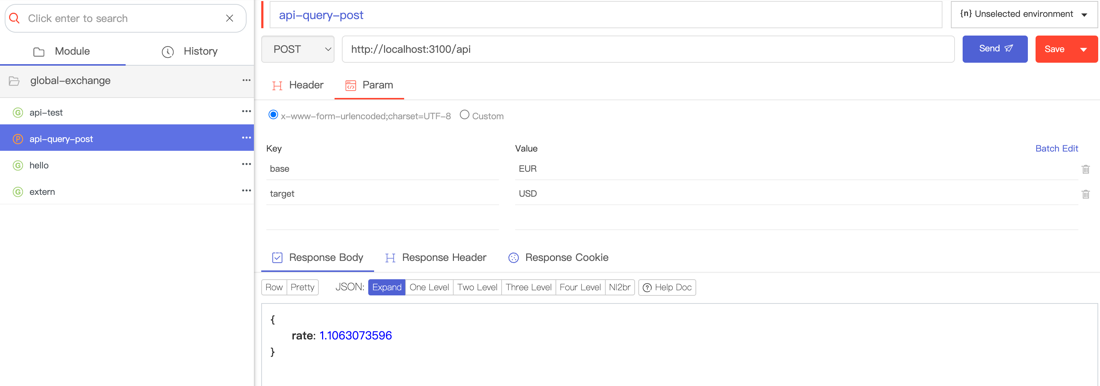 Click enter to search
Module
History
global-exchange
...
G api-test ...
P api-query-post ...
G hello ...
G extern ...
api-query-post
{n} Unselected environment
POST
http://localhost:3100/api
Send
Save
Header
Param
x-www-form-urlencoded;charset=UTF-8
Custom
Key
Value
Batch Edit
base
EUR
target
USD
Response Body
Response Header
Response Cookie
Row
Pretty
JSON:
Expand
One Level
Two Level
Three Level
Four Level
Nl2br
? Help Doc
{
rate: 1.1063073596
}